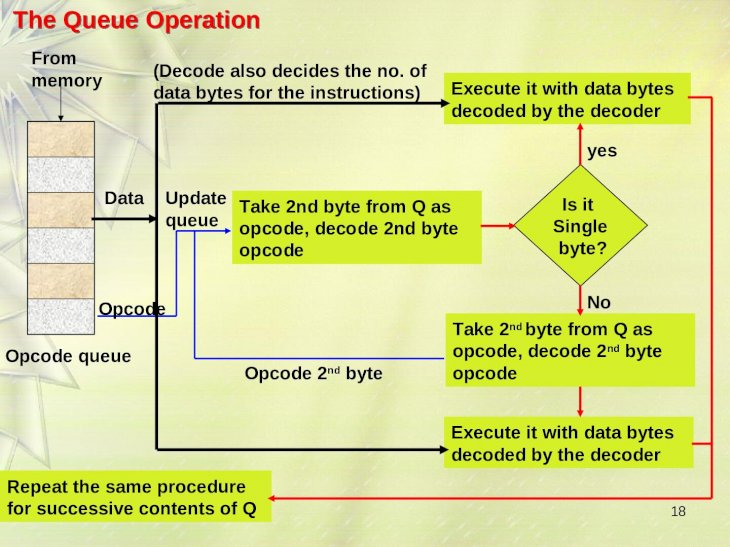 The Queue Operation
From
memory
(Decode also decides the no. of
data bytes for the instructions)
Execute it with data bytes
decoded by the decoder
yes
Data
Update
queue
Take 2nd byte from Q as
opcode, decode 2nd byte
opcode
Is it
Single
byte?
Opcode
No
Opcode queue
Take 2nd byte from Q as
opcode, decode 2nd byte
opcode
Opcode 2nd byte
Execute it with data bytes
decoded by the decoder
Repeat the same procedure
for successive contents of Q
18